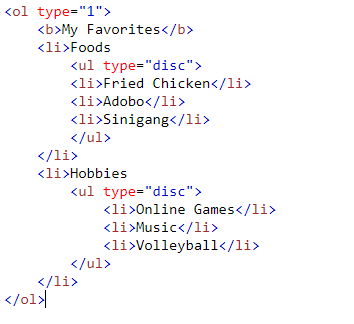 <ol type="1">
    <b>My Favorites</b>
    <li>Foods
        <ul type="disc">
        <li>Fried Chicken</li>
        <li>Adobo</li>
        <li>Sinigang</li>
        </ul>
    </li>
    <li>Hobbies
        <ul type="disc">
            <li>Online Games</li>
            <li>Music</li>
            <li>Volleyball</li>
        </ul>
    </li>
</ol>